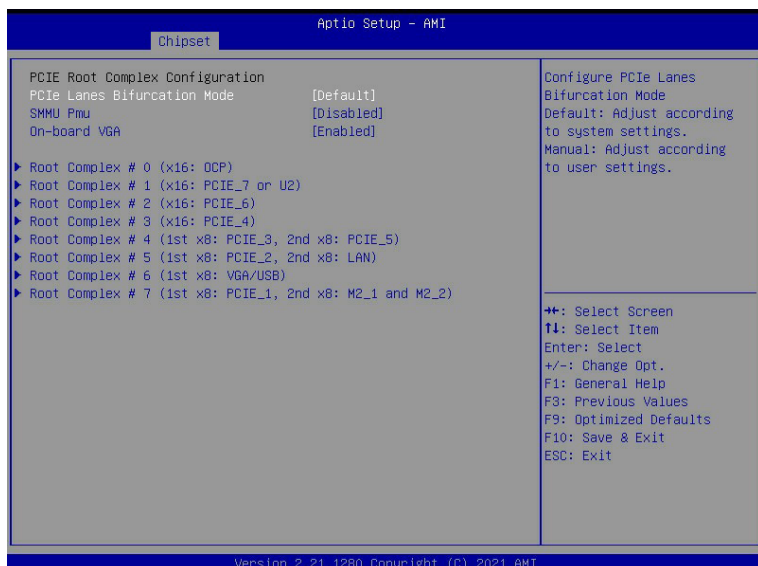 Aptio Setup - AMI
Chipset
PCIE Root Complex Configuration
PCIe Lanes Bifurcation Mode [Default]
SMMU Pmu [Disabled]
On-board VGA [Enabled]
Root Complex # 0 (x16: OCP)
Root Complex # 1 (x16: PCIE_7 or U2)
Root Complex # 2 (x16: PCIE_6)
Root Complex # 3 (x16: PCIE_4)
Root Complex # 4 (1st x8: PCIE_3, 2nd x8: PCIE_5)
Root Complex # 5 (1st x8: PCIE_2, 2nd x8: LAN)
Root Complex # 6 (1st x8: VGA/USB)
Root Complex # 7 (1st x8: PCIE_1, 2nd x8: M2_1 and M2_2)
Configure PCIe Lanes
Bifurcation Mode
Default: Adjust according
to system settings.
Manual: Adjust according
to user settings.
→←: Select Screen
↑↓: Select Item
Enter: Select
+/-: Change Opt.
F1: General Help
F3: Previous Values
F9: Optimized Defaults
F10: Save & Exit
ESC: Exit
Version 2.21.1280 Copyright (C) 2021 AMI